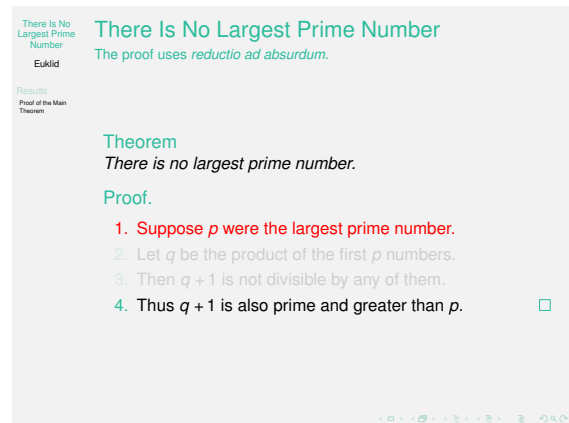 There Is No
Largest Prime
Number
Euklid
Results
Proof of the Main
Theorem
There Is No Largest Prime Number
The proof uses reductio ad absurdum.
Theorem
There is no largest prime number.
Proof.
1. Suppose p were the largest prime number.
2. Let q be the product of the first p numbers.
3. Then q + 1 is not divisible by any of them.
4. Thus q + 1 is also prime and greater than p. □